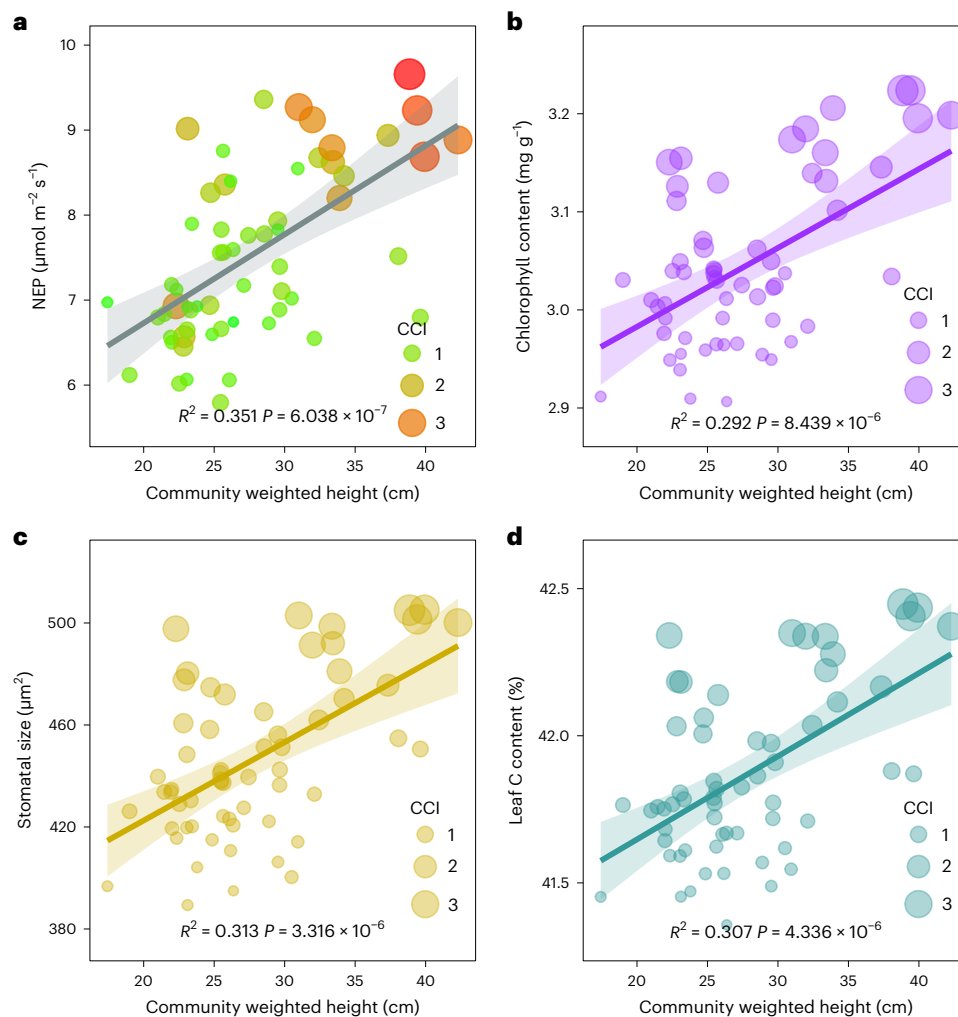 a
10
9
8
7
6
NEP (µmol m⁻² s⁻¹)
CCI
1
2
3
R² = 0.351 P = 6.038 × 10⁻⁷
20 25 30 35 40
Community weighted height (cm)
b
3.2
3.1
3.0
2.9
Chlorophyll content (mg g⁻¹)
CCI
1
2
3
R² = 0.292 P = 8.439 × 10⁻⁶
20 25 30 35 40
Community weighted height (cm)
c
500
460
420
380
Stomatal size (µm²)
CCI
1
2
3
R² = 0.313 P = 3.316 × 10⁻⁶
20 25 30 35 40
Community weighted height (cm)
d
42.5
42.0
41.5
Leaf C content (%)
CCI
1
2
3
R² = 0.307 P = 4.336 × 10⁻⁶
20 25 30 35 40
Community weighted height (cm)